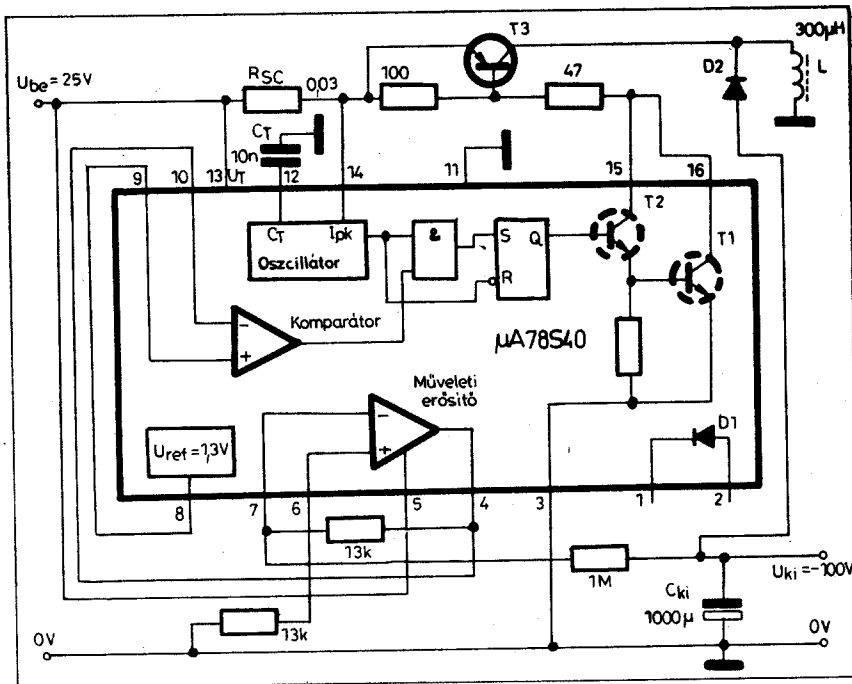 T3
300µH
Ube = 25V
RSC
0,03
100
47
D2
L
CT
10n
9
10
13
UT
12
14
11
15
16
CT
Ipk
Oszcillátor
&
S
Q
R
T2
T1
Komparátor
µA78S40
Műveleti
erősítő
Uref = 1,3V
D1
8
7
6
5
4
3
1
2
13k
1M
Uki = -100V
Cki
1000µ
13k
0V
0V